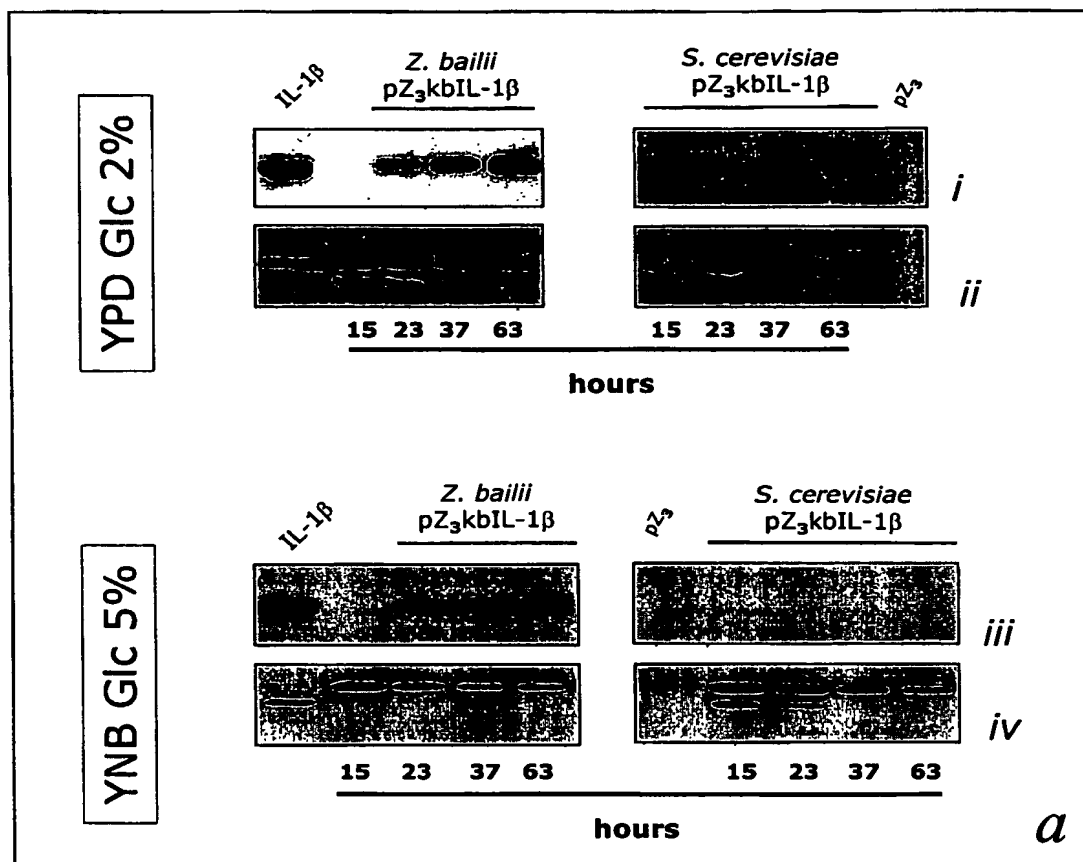 YPD Glc 2%
IL-1β
Z. bailii
pZ₃kbIL-1β
S. cerevisiae
pZ₃kbIL-1β
pZ₃
i
ii
15 23 37 63
15 23 37 63
hours
YNB Glc 5%
IL-1β
Z. bailii
pZ₃kbIL-1β
pZ₃
S. cerevisiae
pZ₃kbIL-1β
iii
iv
15 23 37 63
15 23 37 63
hours
a